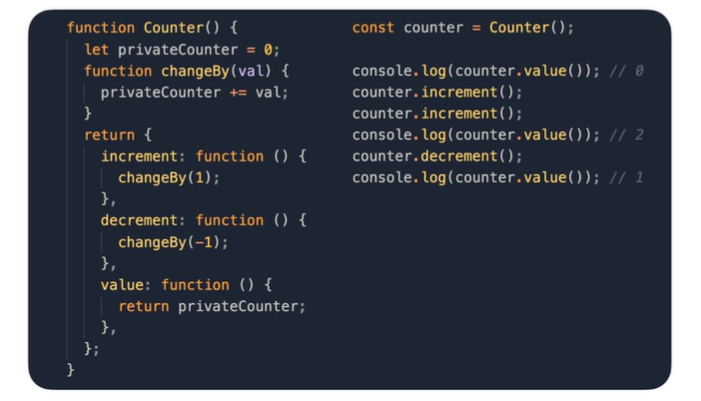 function Counter() {
  let privateCounter = 0;
  function changeBy(val) {
    privateCounter += val;
  }
  return {
    increment: function () {
      changeBy(1);
    },
    decrement: function () {
      changeBy(-1);
    },
    value: function () {
      return privateCounter;
    },
  };
}
const counter = Counter();
console.log(counter.value()); // 0
counter.increment();
counter.increment();
console.log(counter.value()); // 2
counter.decrement();
console.log(counter.value()); // 1